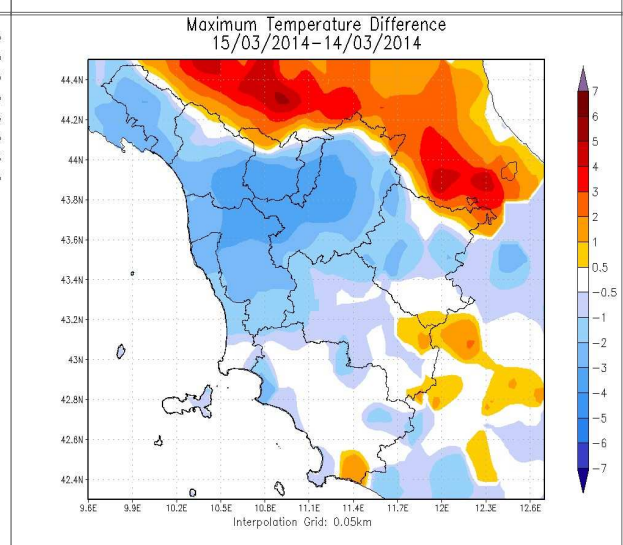 Maximum Temperature Difference
15/03/2014-14/03/2014
44.4N
44.2N
44N
43.8N
43.6N
43.4N
43.2N
43N
42.8N
42.6N
42.4N
9.6E 9.9E 10.2E 10.5E 10.8E 11.1E 11.4E 11.7E 12E 12.3E 12.6E
7
6
5
4
3
2
1
0.5
-0.5
-1
-2
-3
-4
-5
-6
-7
Interpolation Grid: 0.05km